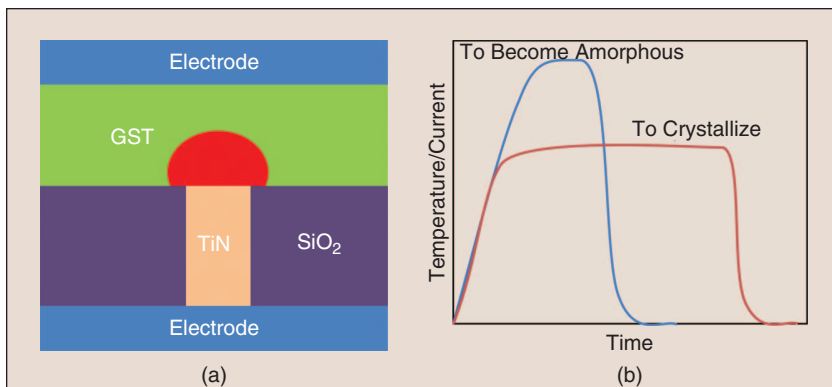 Electrode
GST
TiN
SiO₂
Electrode
(a)
To Become Amorphous
To Crystallize
Temperature/Current
Time
(b)